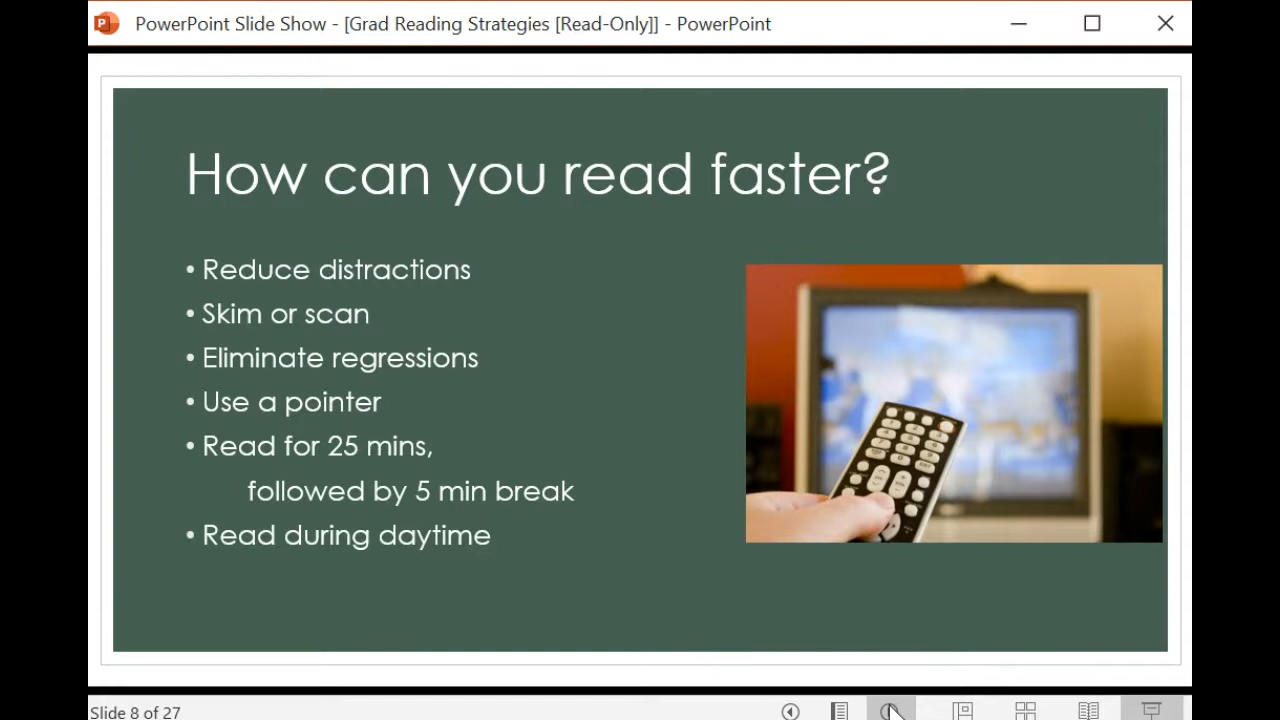 PowerPoint Slide Show - [Grad Reading Strategies [Read-Only]] - PowerPoint
How can you read faster?
• Reduce distractions
• Skim or scan
• Eliminate regressions
• Use a pointer
• Read for 25 mins,
followed by 5 min break
• Read during daytime
Slide 8 of 27